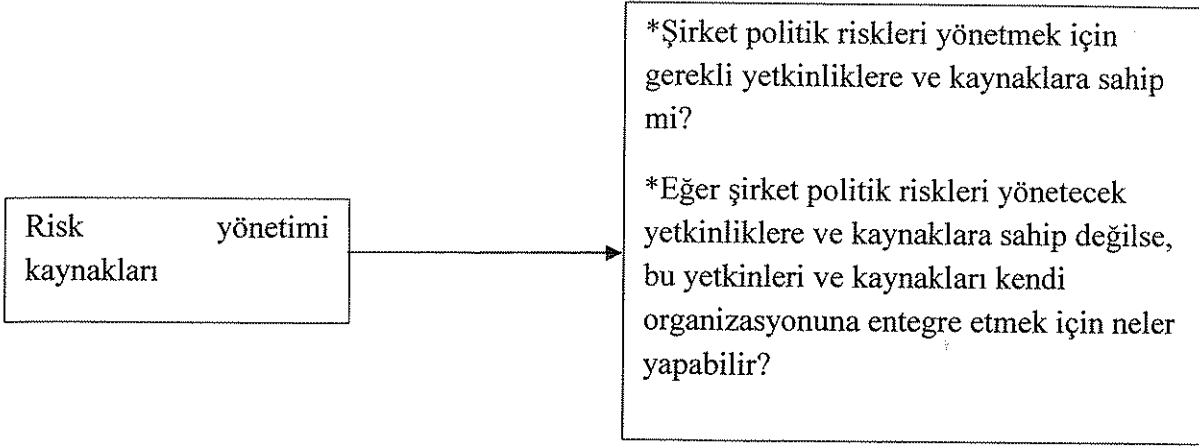 Risk yönetimi
kaynakları
*Şirket politik riskleri yönetmek için
gerekli yetkinliklere ve kaynaklara sahip
mi?
*Eğer şirket politik riskleri yönetecek
yetkinliklere ve kaynaklara sahip değilse,
bu yetkinleri ve kaynakları kendi
organizasyonuna entegre etmek için neler
yapabilir?